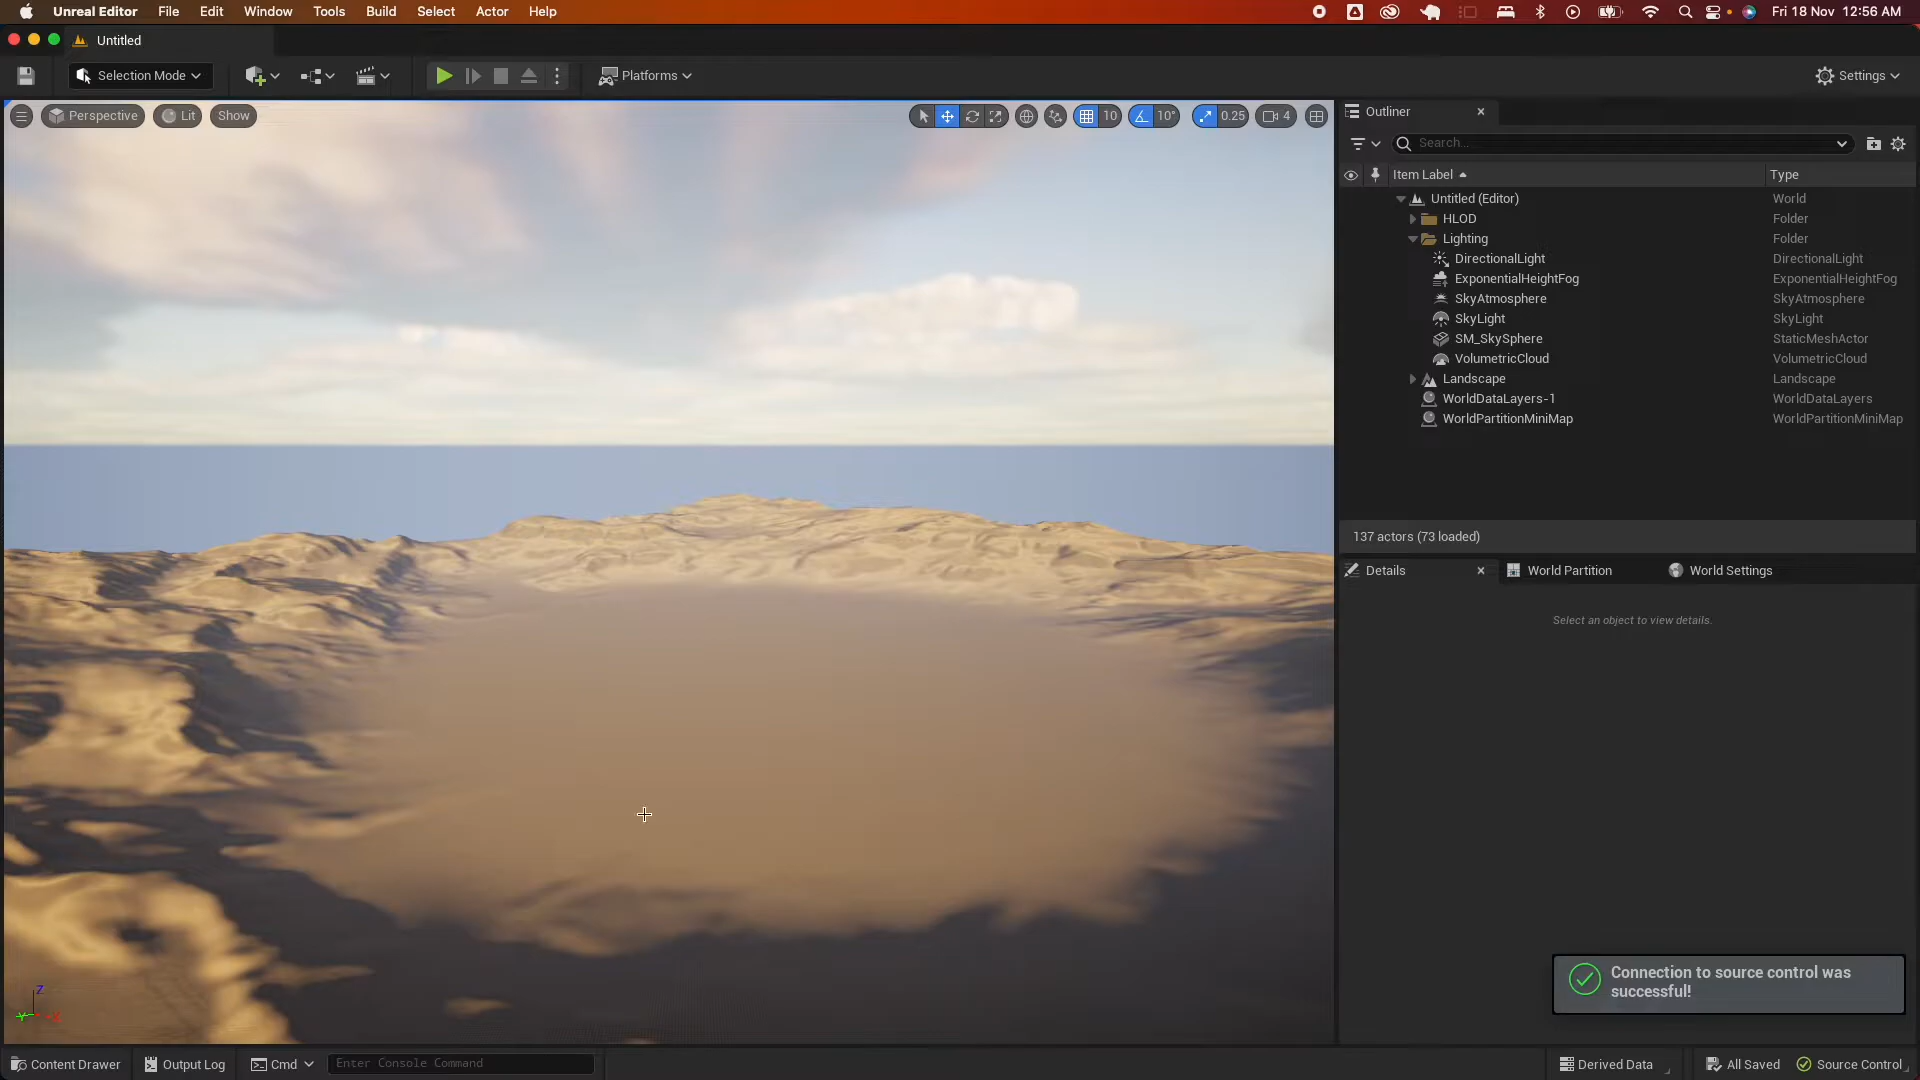 Unreal Editor File Edit Window Tools Build Select Actor Help Fri 18 Nov 12:56 AM
Untitled
Selection Mode Platforms Settings
Perspective Lit Show 10 10° 0.25 4
Outliner
Search...
Item Label Type
Untitled (Editor) World
HLOD Folder
Lighting Folder
DirectionalLight DirectionalLight
ExponentialHeightFog ExponentialHeightFog
SkyAtmosphere SkyAtmosphere
SkyLight SkyLight
SM_SkySphere StaticMeshActor
VolumetricCloud VolumetricCloud
Landscape Landscape
WorldDataLayers-1 WorldDataLayers
WorldPartitionMiniMap WorldPartitionMiniMap
137 actors (73 loaded)
Details World Partition World Settings
Select an object to view details.
Connection to source control was
successful!
Z
Y X
Content Drawer Output Log Cmd Enter Console Command Derived Data All Saved Source Control